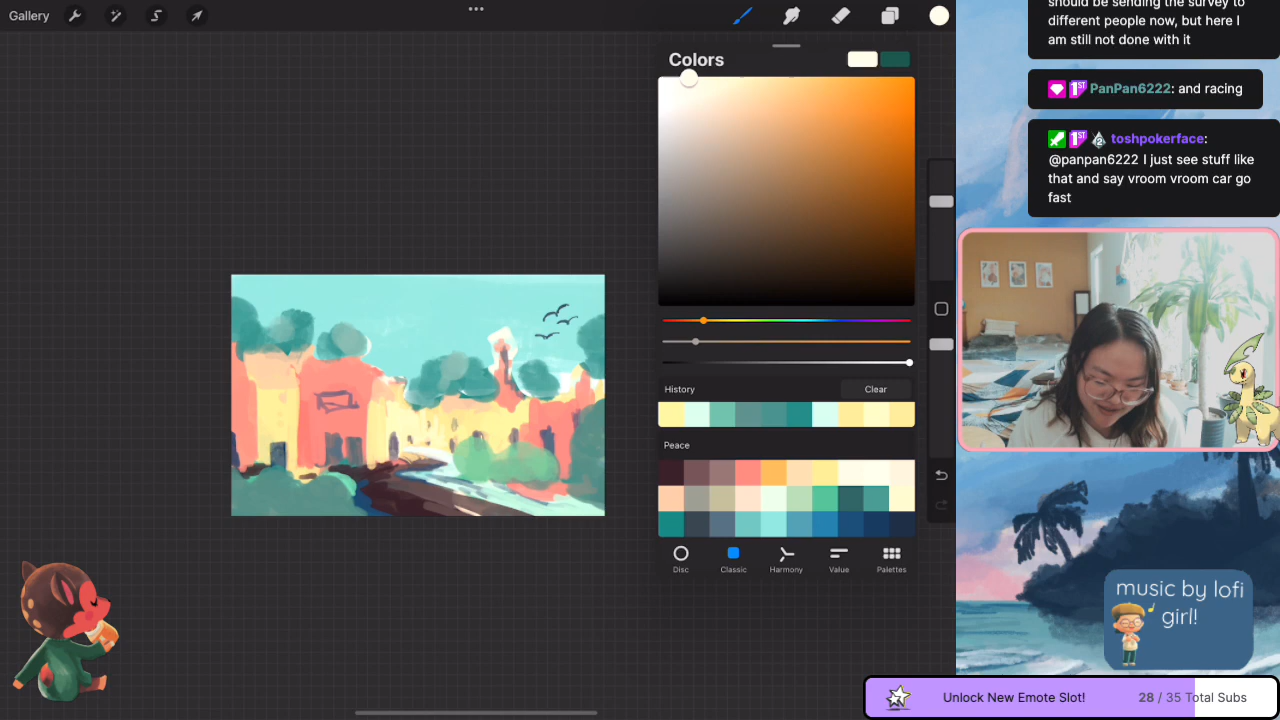 Gallery
Colors
History
Clear
Peace
Disc
Classic
Harmony
Value
Palettes
should be sending the survey to
different people now, but here I
am still not done with it
PanPan6222: and racing
toshpokerface:
@panpan6222 I just see stuff like
that and say vroom vroom car go
fast
music by lofi
girl!
Unlock New Emote Slot!
28 / 35 Total Subs